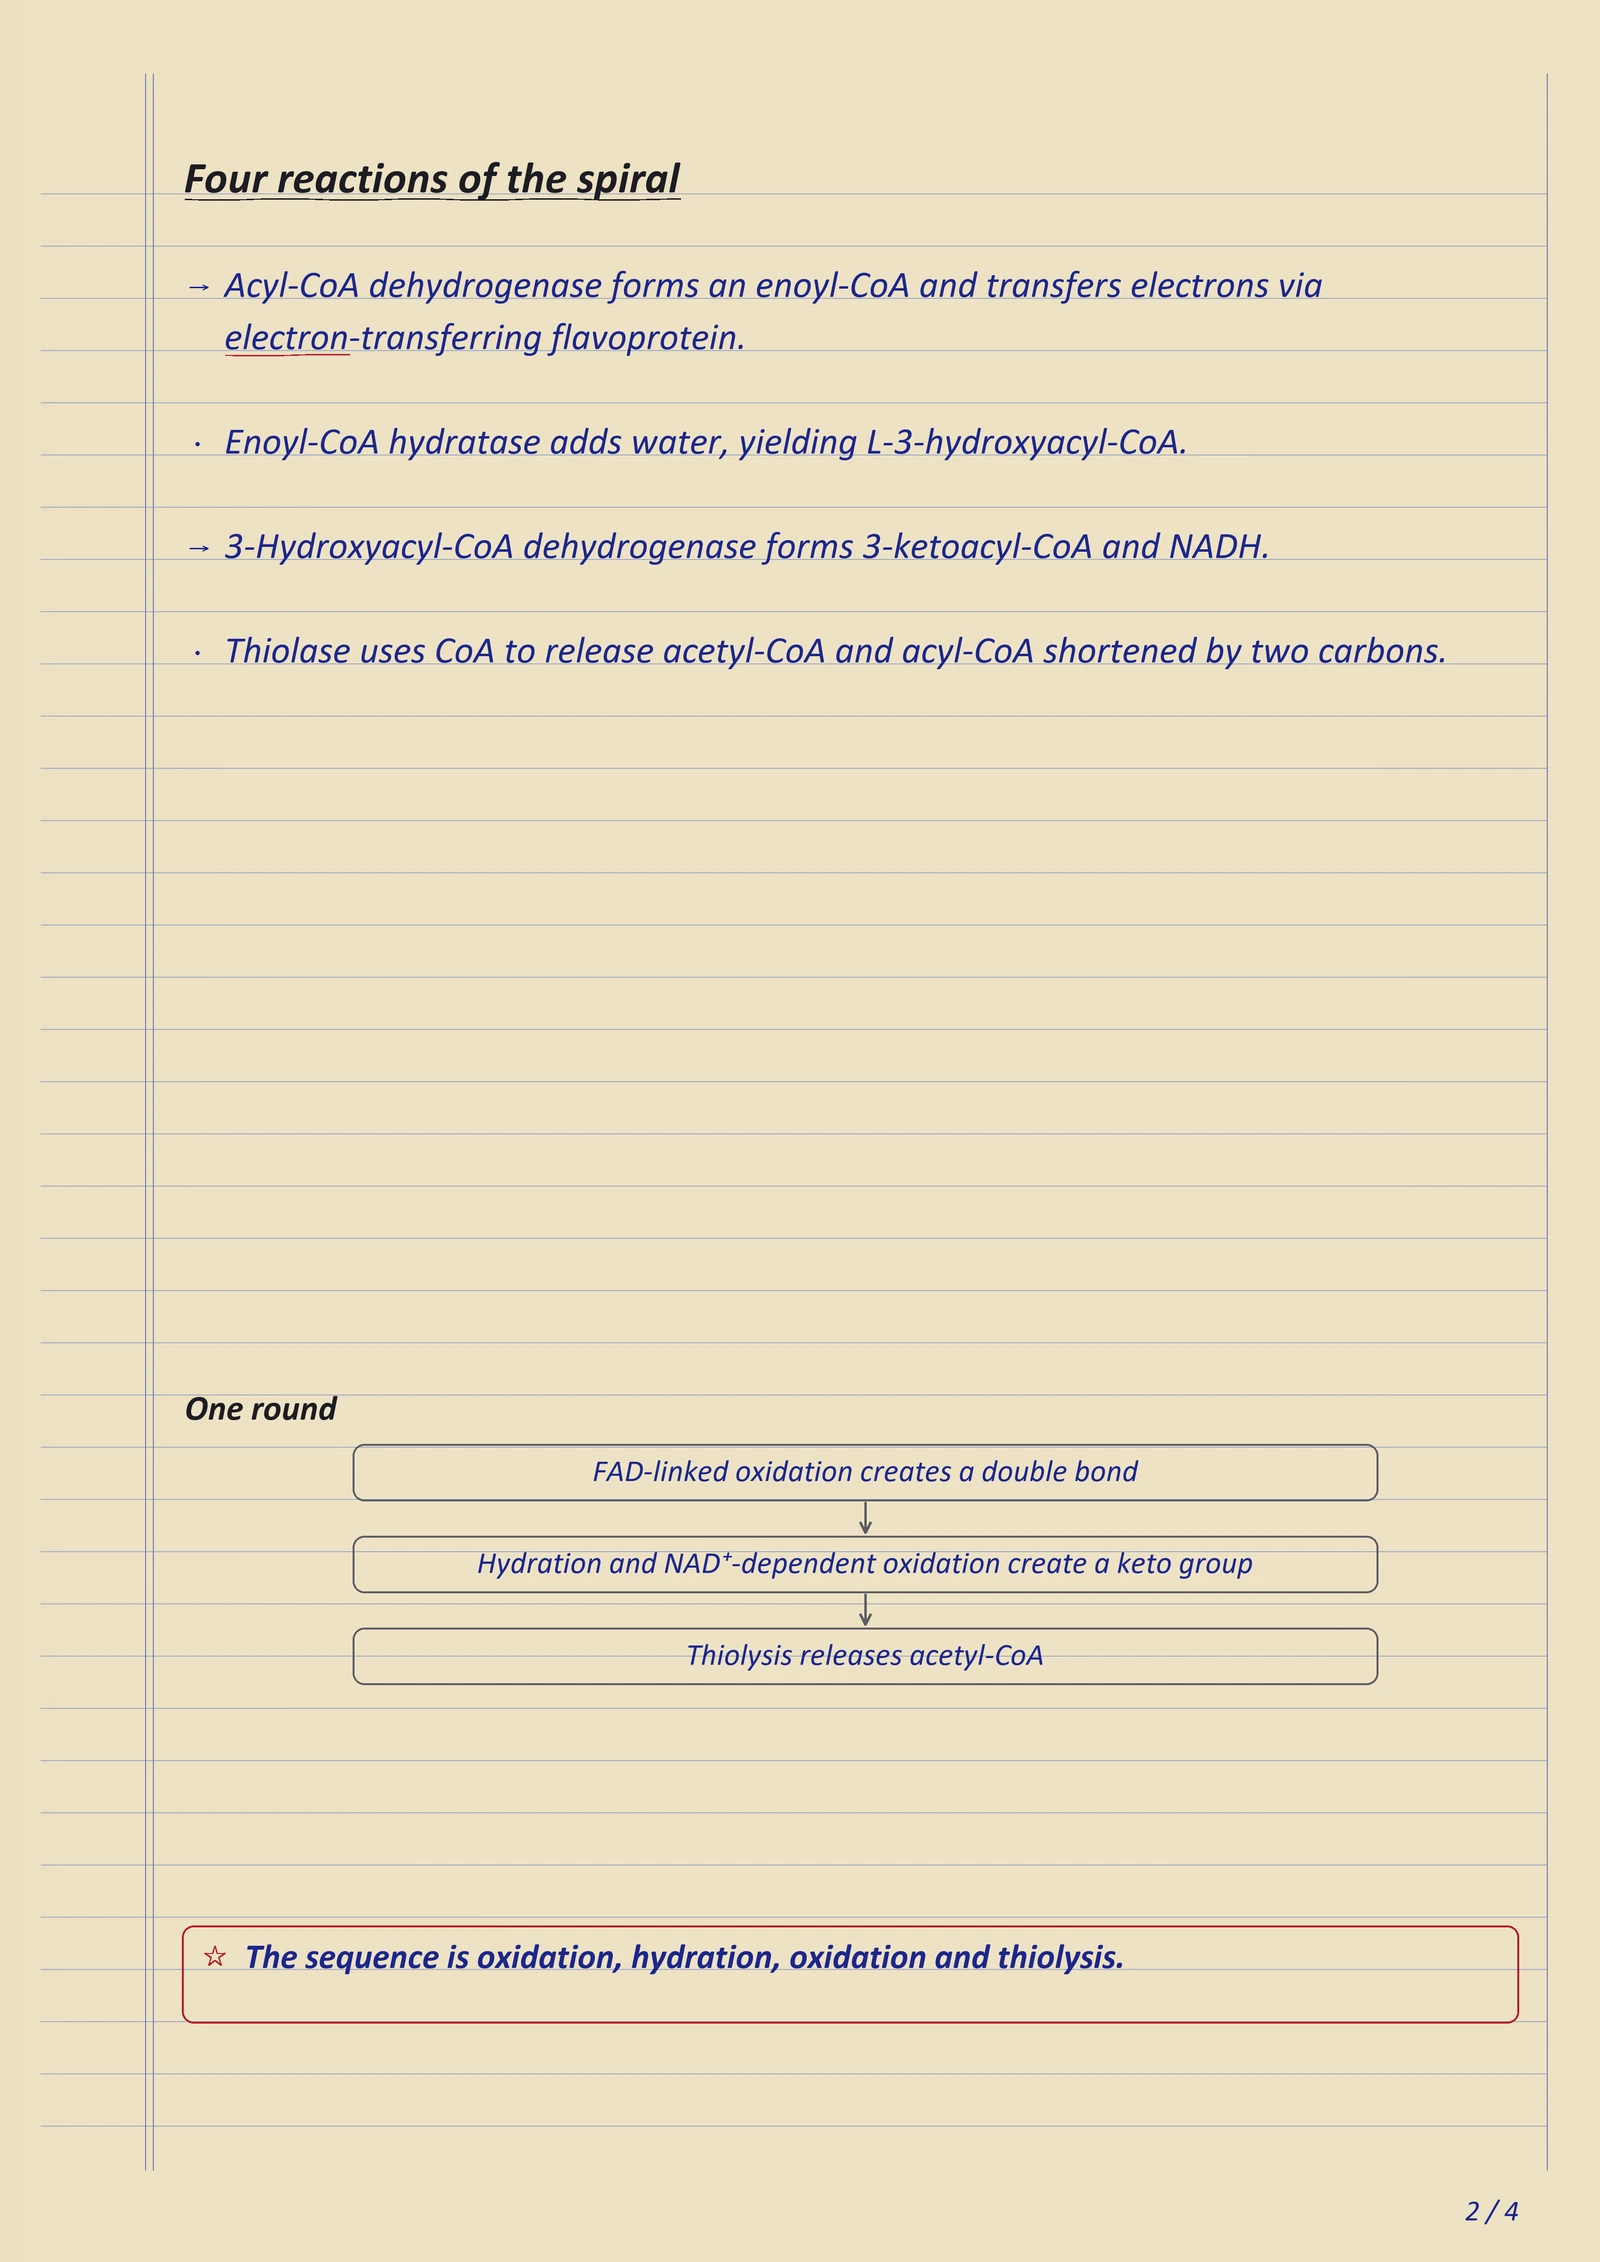 Four reactions of the spiral
→ Acyl-CoA dehydrogenase forms an enoyl-CoA and transfers electrons via
electron-transferring flavoprotein.
· Enoyl-CoA hydratase adds water, yielding L-3-hydroxyacyl-CoA.
→ 3-Hydroxyacyl-CoA dehydrogenase forms 3-ketoacyl-CoA and NADH.
· Thiolase uses CoA to release acetyl-CoA and acyl-CoA shortened by two carbons.
One round
FAD-linked oxidation creates a double bond
Hydration and NAD⁺-dependent oxidation create a keto group
Thiolysis releases acetyl-CoA
☆ The sequence is oxidation, hydration, oxidation and thiolysis.
2 / 4